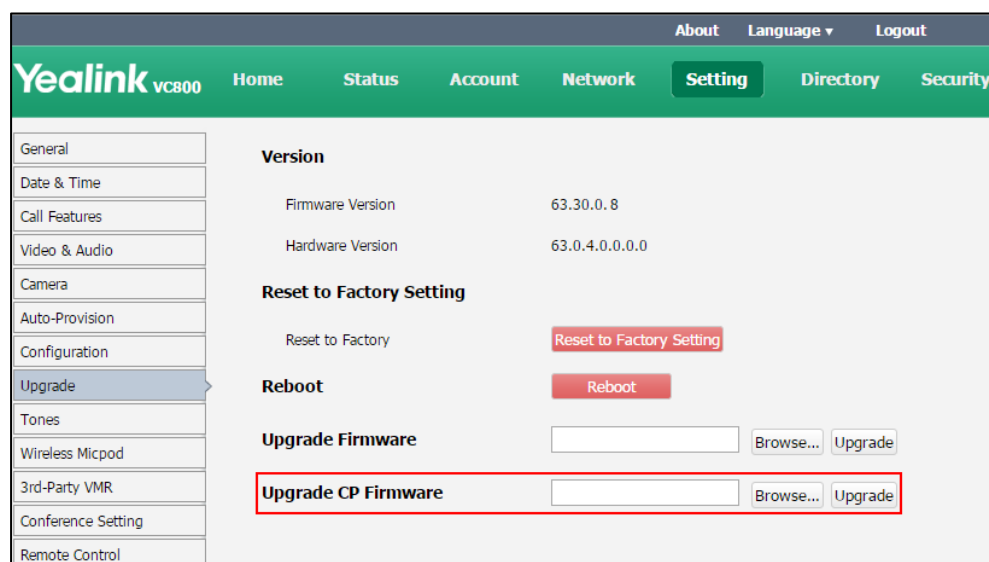 About Language ▾ Logout
Yealink VC800 Home Status Account Network Setting Directory Security
General
Date & Time
Call Features
Video & Audio
Camera
Auto-Provision
Configuration
Upgrade
Tones
Wireless Micpod
3rd-Party VMR
Conference Setting
Remote Control
Version
Firmware Version 63.30.0.8
Hardware Version 63.0.4.0.0.0.0
Reset to Factory Setting
Reset to Factory Reset to Factory Setting
Reboot Reboot
Upgrade Firmware Browse... Upgrade
Upgrade CP Firmware Browse... Upgrade